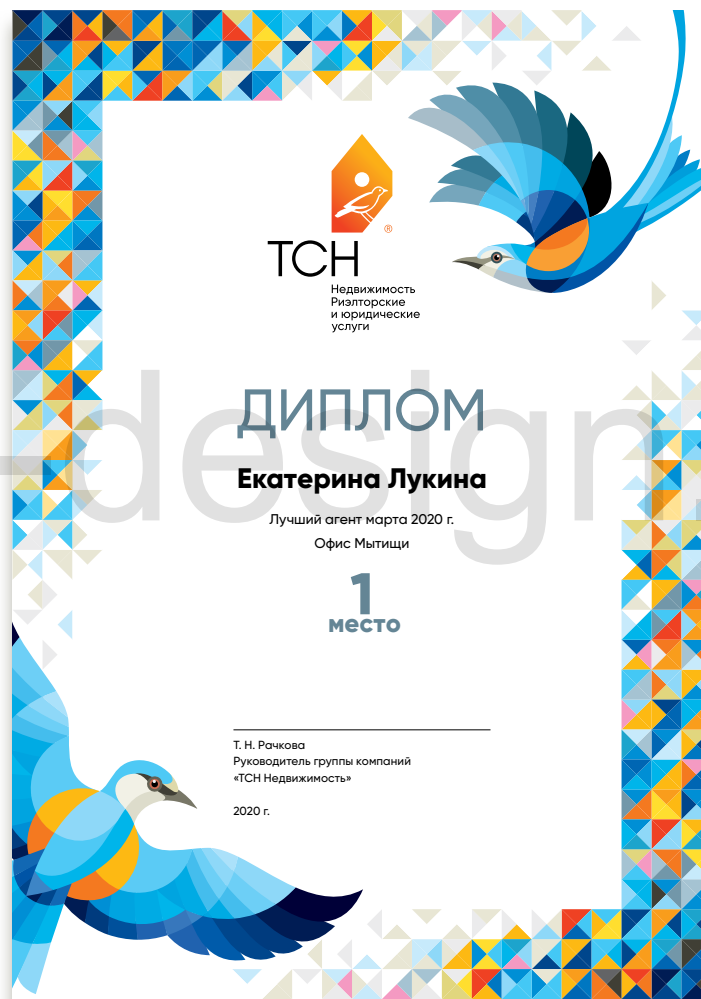 ТСН
®
Недвижимость
Риэлторские
и юридические
услуги
ДИПЛОМ
-design,
Екатерина Лукина
Лучший агент марта 2020 г.
Офис Мытищи
1
место
Т. Н. Рачкова
Руководитель группы компаний
«ТСН Недвижимость»
2020 г.